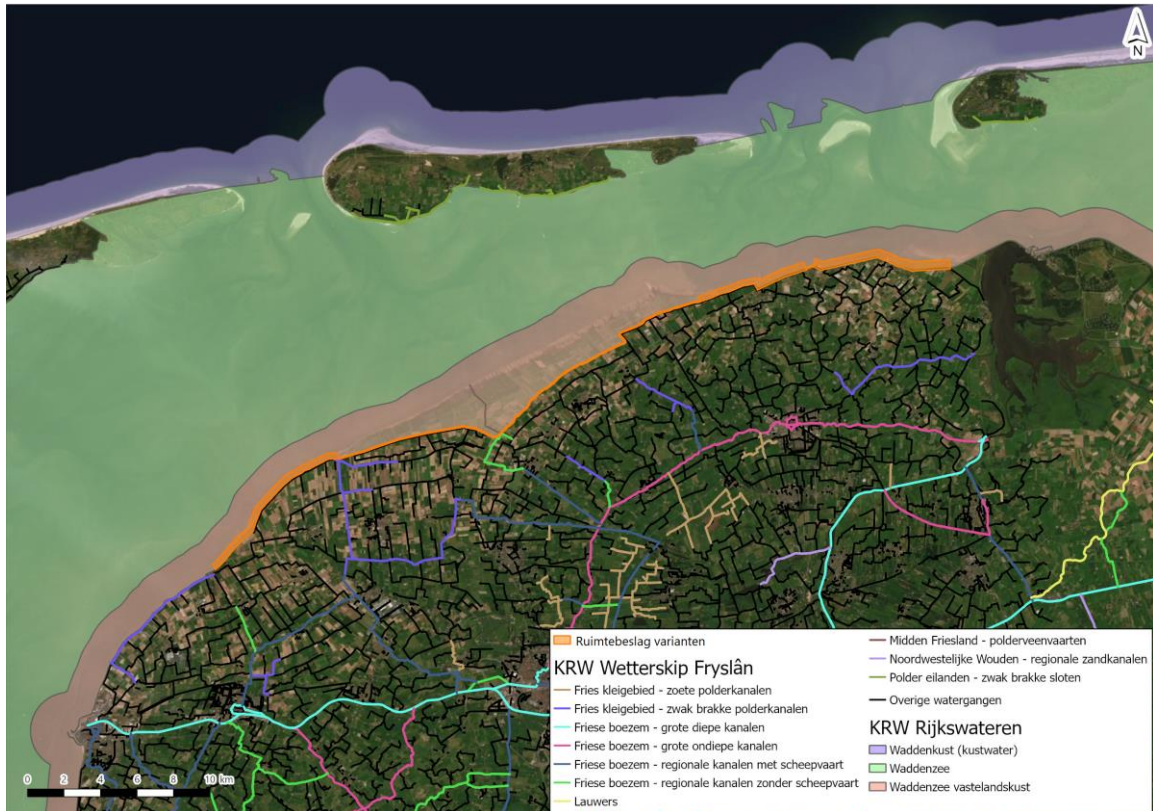 N
Ruimtebeslag varianten
KRW Wetterskip Fryslân
Fries kleigebied - zoete polderkanalen
Fries kleigebied - zwak brakke polderkanalen
Friese boezem - grote diepe kanalen
Friese boezem - grote ondiepe kanalen
Friese boezem - regionale kanalen met scheepvaart
Friese boezem - regionale kanalen zonder scheepvaart
Lauwers
Midden Friesland - polderveenvaarten
Noordwestelijke Wouden - regionale zandkanalen
Polder eilanden - zwak brakke sloten
Overige watergangen
KRW Rijkswateren
Waddenkust (kustwater)
Waddenzee
Waddenzee vastelandskust
0 2 4 6 8 10 km